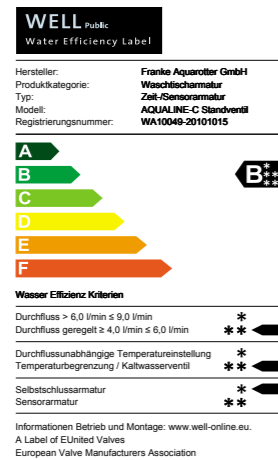 WELL Public
Water Efficiency Label
Hersteller: Franke Aquarotter GmbH
Produktkategorie: Waschtischarmatur
Typ: Zeit-/Sensorarmatur
Modell: AQUALINE-C Standventil
Registrierungsnummer: WA10049-20101015
A
B B*****
C
D
E
F
Wasser Effizienz Kriterien
Durchfluss > 6,0 l/min ≤ 9,0 l/min *
Durchfluss geregelt ≥ 4,0 l/min ≤ 6,0 l/min **
Durchflussunabhängige Temperatureinstellung *
Temperaturbegrenzung / Kaltwasserventil **
Selbstschlussarmatur *
Sensorarmatur **
Informationen Betrieb und Montage: www.well-online.eu.
A Label of EUnited Valves
European Valve Manufacturers Association